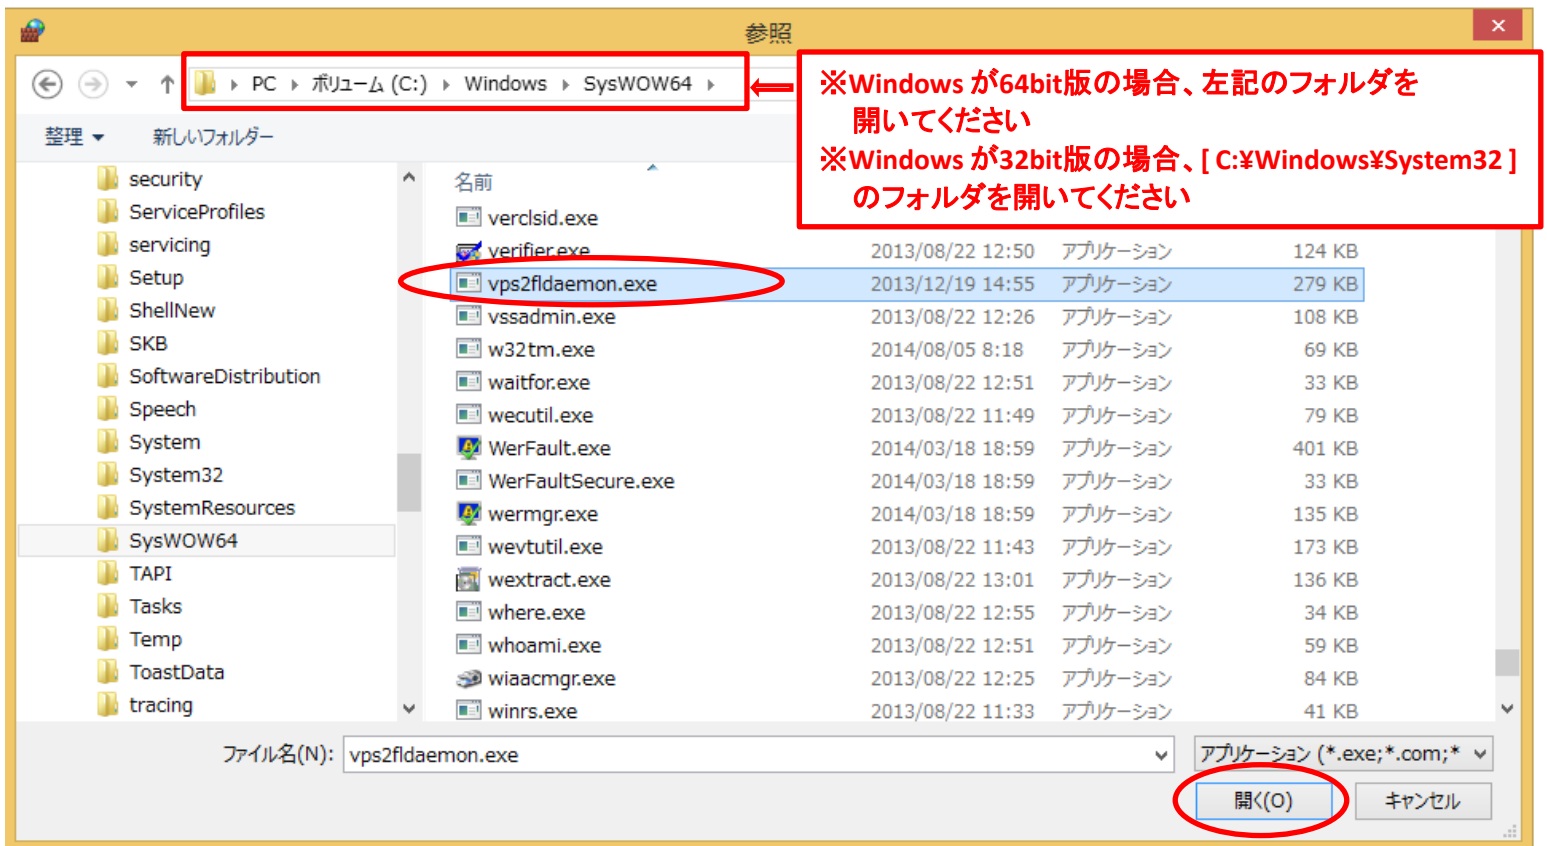 参照
PC ▸ ボリューム (C:) ▸ Windows ▸ SysWOW64 ▸
※Windows が64bit版の場合、左記のフォルダを
開いてください
※Windows が32bit版の場合、[ C:¥Windows¥System32 ]
のフォルダを開いてください
整理 ▼ 新しいフォルダー
security
ServiceProfiles
servicing
Setup
ShellNew
SKB
SoftwareDistribution
Speech
System
System32
SystemResources
SysWOW64
TAPI
Tasks
Temp
ToastData
tracing
名前
verclsid.exe
verifier.exe 2013/08/22 12:50 アプリケーション 124 KB
vps2fldaemon.exe 2013/12/19 14:55 アプリケーション 279 KB
vssadmin.exe 2013/08/22 12:26 アプリケーション 108 KB
w32tm.exe 2014/08/05 8:18 アプリケーション 69 KB
waitfor.exe 2013/08/22 12:51 アプリケーション 33 KB
wecutil.exe 2013/08/22 11:49 アプリケーション 79 KB
WerFault.exe 2014/03/18 18:59 アプリケーション 401 KB
WerFaultSecure.exe 2014/03/18 18:59 アプリケーション 33 KB
wermgr.exe 2014/03/18 18:59 アプリケーション 135 KB
wevtutil.exe 2013/08/22 11:43 アプリケーション 173 KB
wextract.exe 2013/08/22 13:01 アプリケーション 136 KB
where.exe 2013/08/22 12:55 アプリケーション 34 KB
whoami.exe 2013/08/22 12:51 アプリケーション 59 KB
wiaacmgr.exe 2013/08/22 12:25 アプリケーション 84 KB
winrs.exe 2013/08/22 11:33 アプリケーション 41 KB
ファイル名(N): vps2fldaemon.exe アプリケーション (*.exe;*.com;*
開く(O) キャンセル